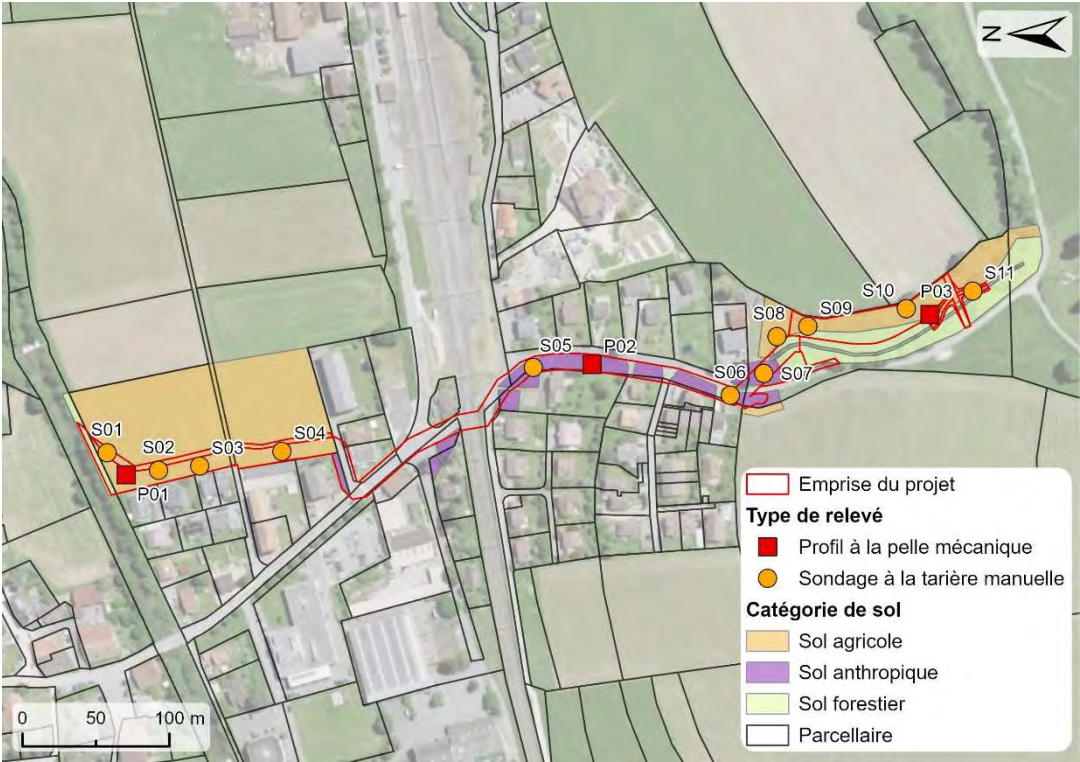 N
S11
S10
P03
S09
S08
S05
P02
S06
S07
S01
S02
S03
S04
P01
Emprise du projet
Type de relevé
Profil à la pelle mécanique
Sondage à la tarière manuelle
Catégorie de sol
Sol agricole
Sol anthropique
Sol forestier
Parcellaire
0 50 100 m